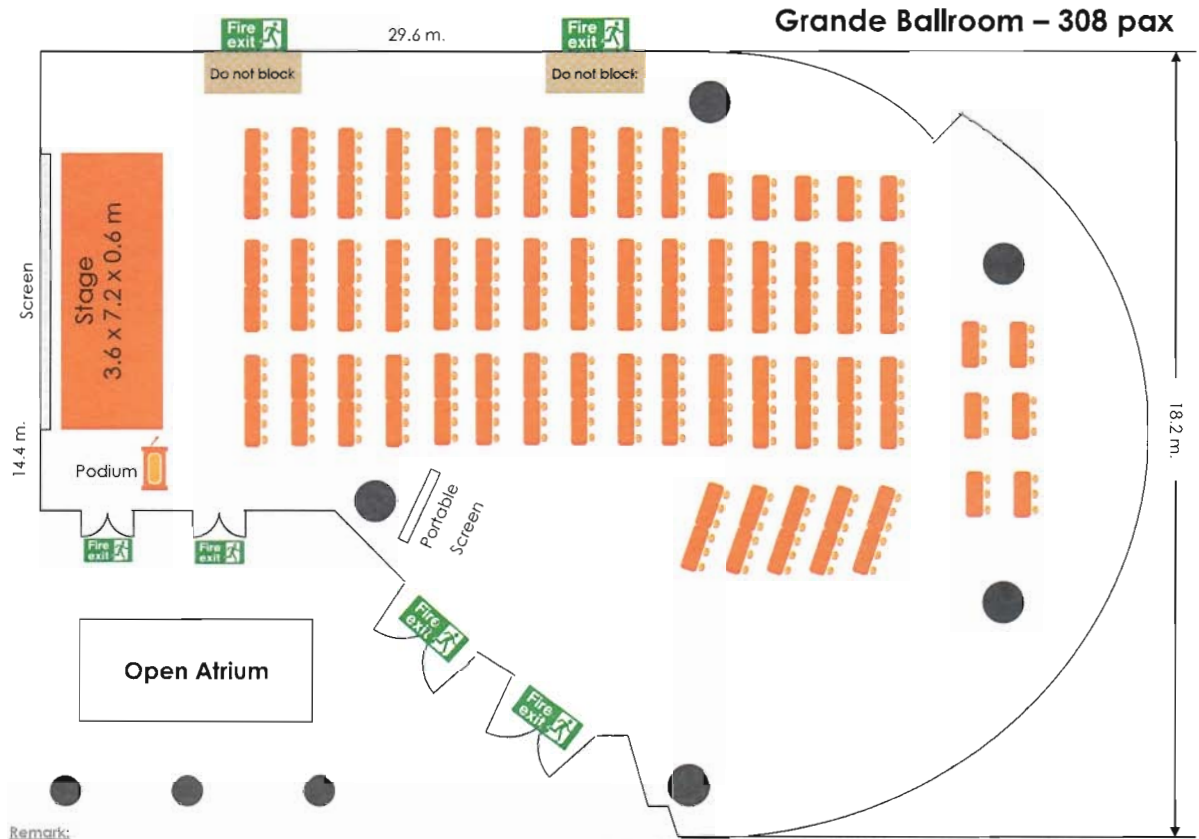 Grande Ballroom – 308 pax
Fire
exit
29.6 m.
Fire
exit
Do not block
Do not block
Screen
Stage
3.6 x 7.2 x 0.6 m
18.2 m.
14.4 m.
Podium
Portable
Screen
Fire
exit
Fire
exit
Fire
exit
Open Atrium
Fire
exit
Remark: